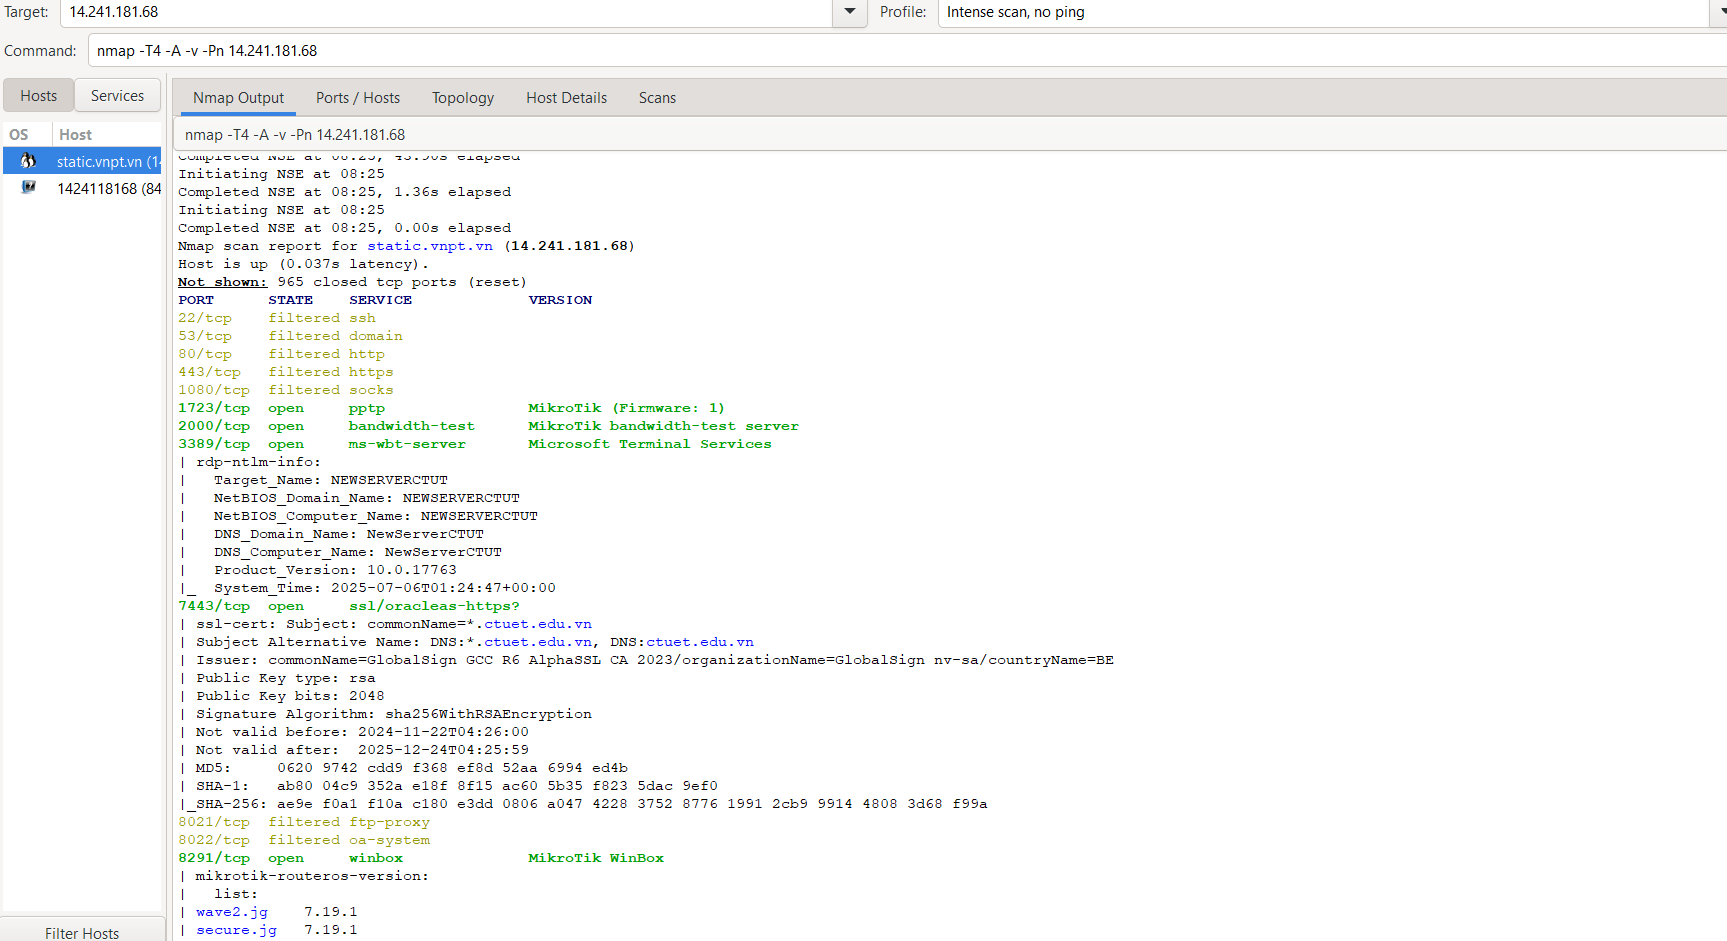 Target: 14.241.181.68 Profile: Intense scan, no ping
Command: nmap -T4 -A -v -Pn 14.241.181.68
Hosts Services
Nmap Output Ports / Hosts Topology Host Details Scans
OS Host
nmap -T4 -A -v -Pn 14.241.181.68
static.vnpt.vn (14
1424118168 (84
Completed NSE at 08:25, 43.90s elapsed
Initiating NSE at 08:25
Completed NSE at 08:25, 1.36s elapsed
Initiating NSE at 08:25
Completed NSE at 08:25, 0.00s elapsed
Nmap scan report for static.vnpt.vn (14.241.181.68)
Host is up (0.037s latency).
Not shown: 965 closed tcp ports (reset)
PORT STATE SERVICE VERSION
22/tcp filtered ssh
53/tcp filtered domain
80/tcp filtered http
443/tcp filtered https
1080/tcp filtered socks
1723/tcp open pptp MikroTik (Firmware: 1)
2000/tcp open bandwidth-test MikroTik bandwidth-test server
3389/tcp open ms-wbt-server Microsoft Terminal Services
| rdp-ntlm-info:
| Target_Name: NEWSERVERCTUT
| NetBIOS_Domain_Name: NEWSERVERCTUT
| NetBIOS_Computer_Name: NEWSERVERCTUT
| DNS_Domain_Name: NewServerCTUT
| DNS_Computer_Name: NewServerCTUT
| Product_Version: 10.0.17763
|_ System_Time: 2025-07-06T01:24:47+00:00
7443/tcp open ssl/oracleas-https?
| ssl-cert: Subject: commonName=*.ctuet.edu.vn
| Subject Alternative Name: DNS:*.ctuet.edu.vn, DNS:ctuet.edu.vn
| Issuer: commonName=GlobalSign GCC R6 AlphaSSL CA 2023/organizationName=GlobalSign nv-sa/countryName=BE
| Public Key type: rsa
| Public Key bits: 2048
| Signature Algorithm: sha256WithRSAEncryption
| Not valid before: 2024-11-22T04:26:00
| Not valid after: 2025-12-24T04:25:59
| MD5: 0620 9742 cdd9 f368 ef8d 52aa 6994 ed4b
| SHA-1: ab80 04c9 352a e18f 8f15 ac60 5b35 f823 5dac 9ef0
|_SHA-256: ae9e f0a1 f10a c180 e3dd 0806 a047 4228 3752 8776 1991 2cb9 9914 4808 3d68 f99a
8021/tcp filtered ftp-proxy
8022/tcp filtered oa-system
8291/tcp open winbox MikroTik WinBox
| mikrotik-routeros-version:
| list:
| wave2.jg 7.19.1
| secure.jg 7.19.1
Filter Hosts